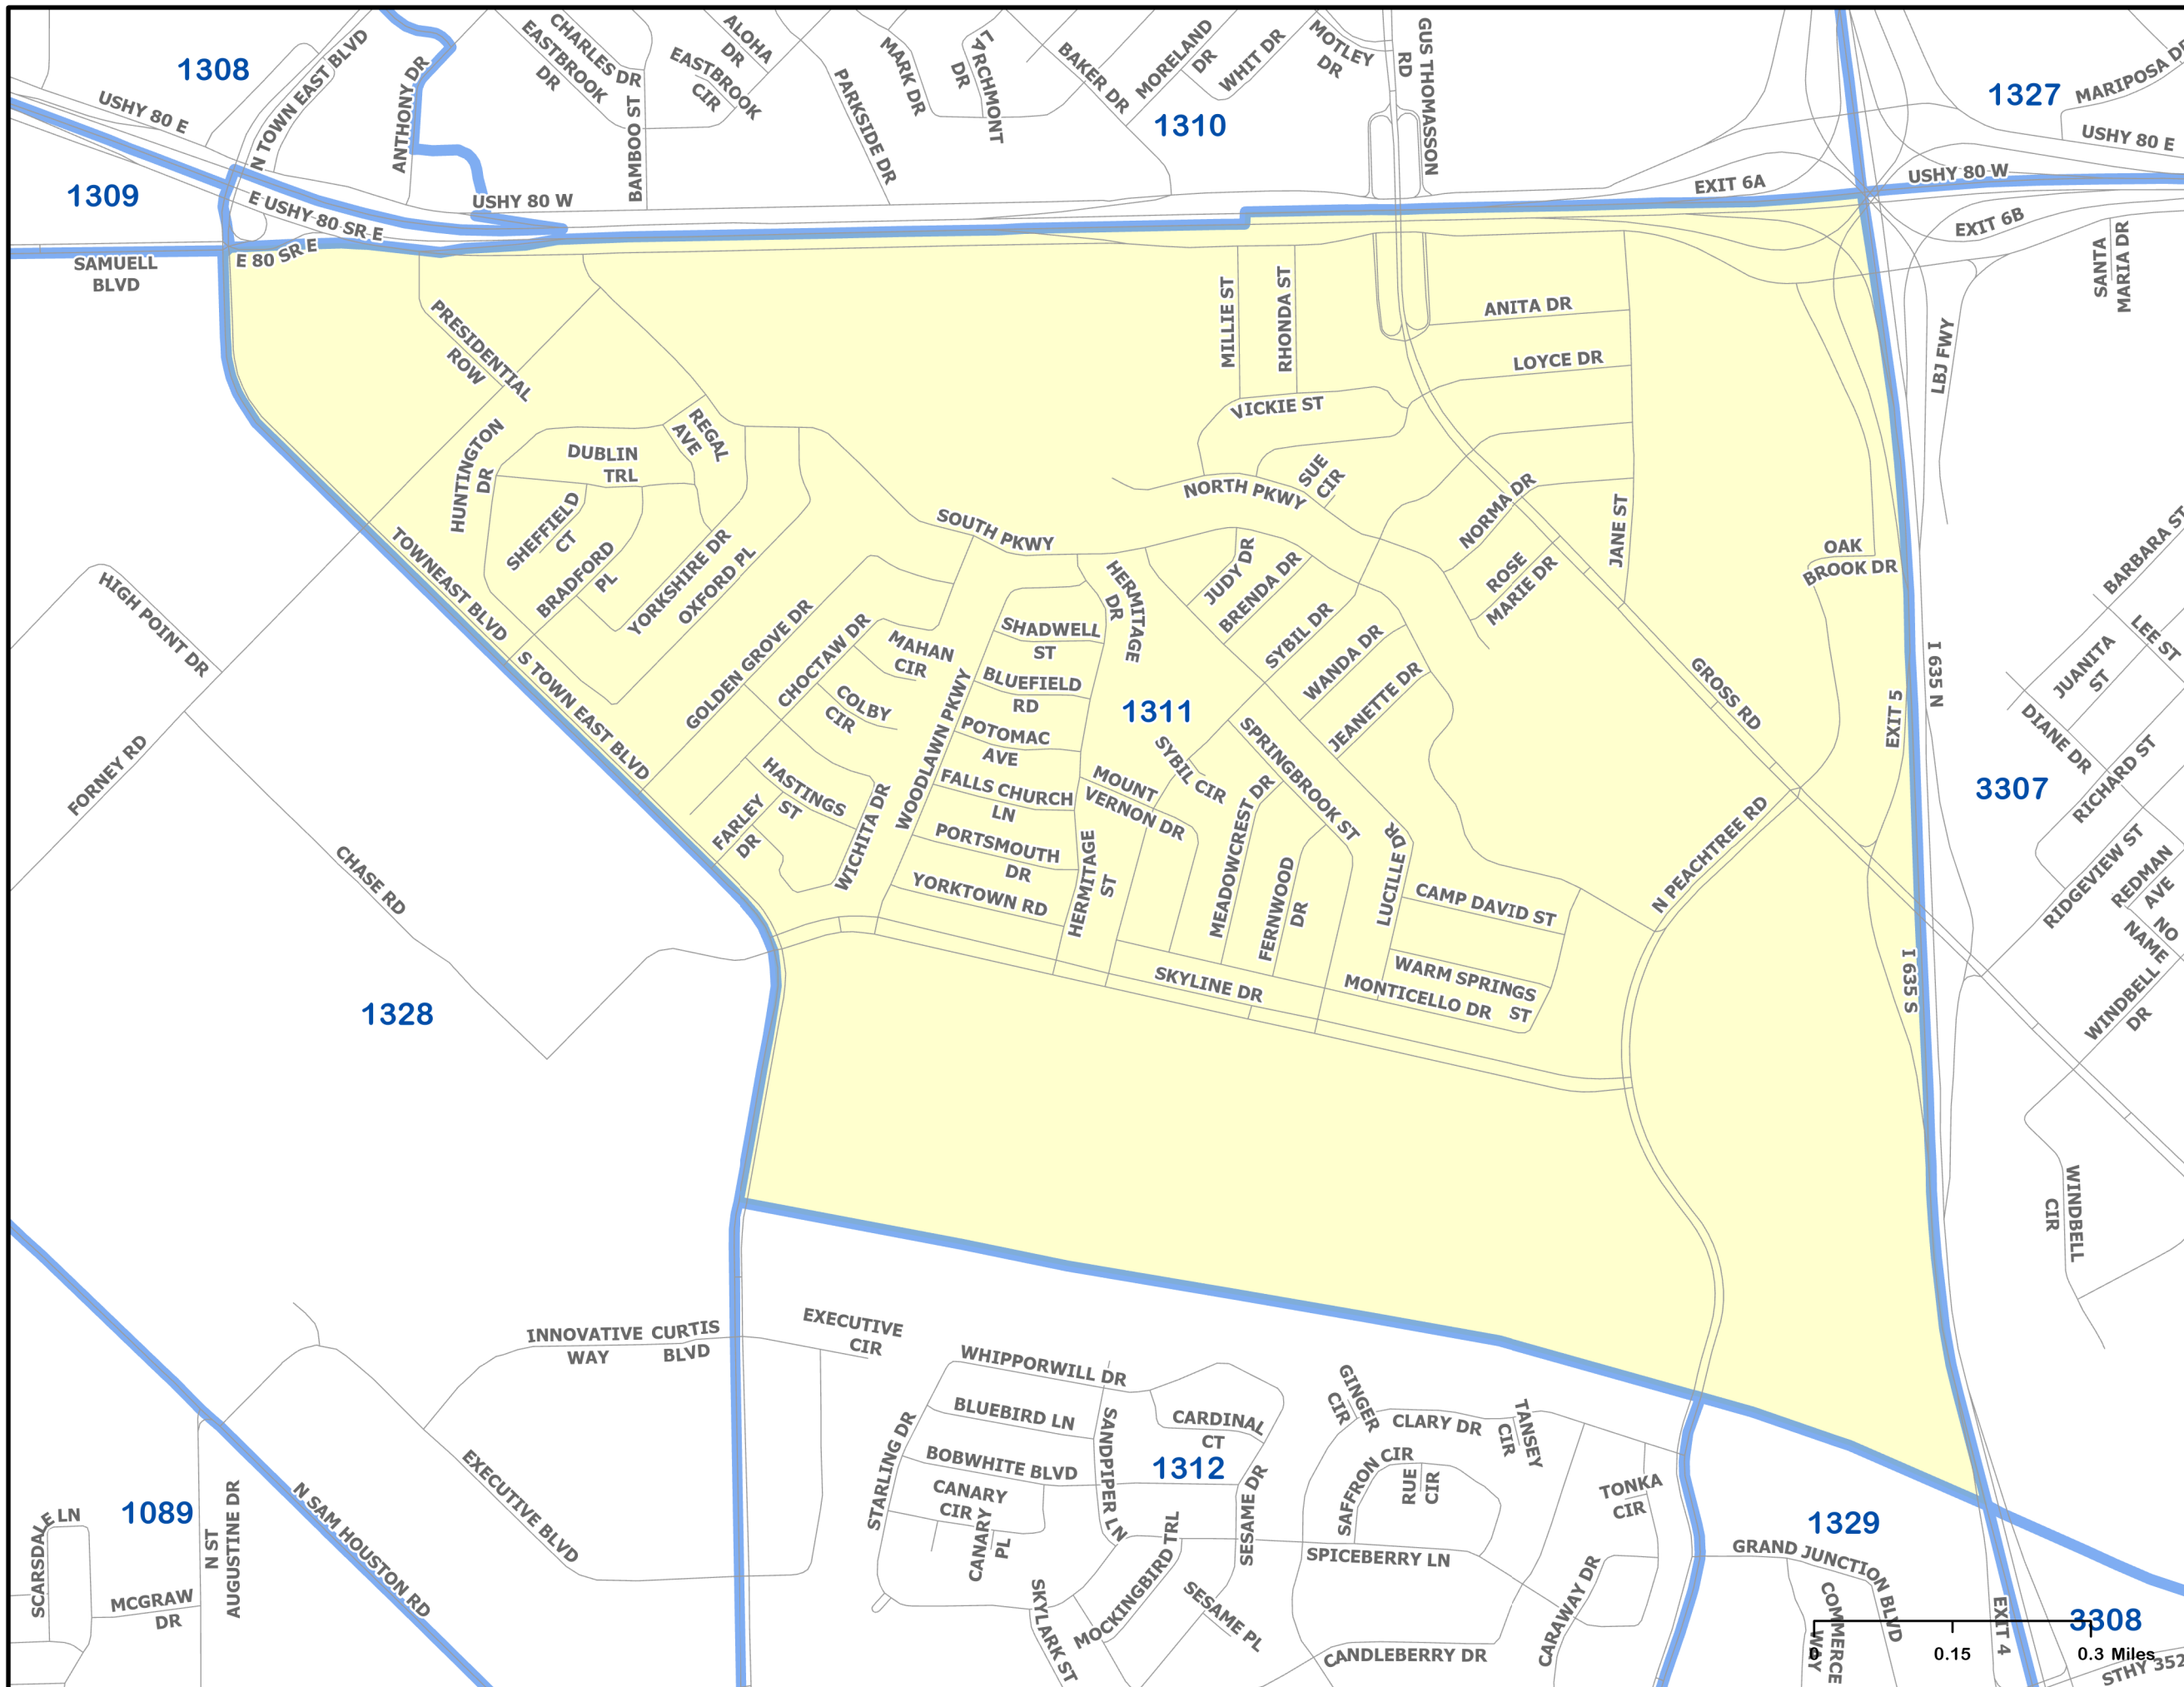 1308
USHY 80 E
N TOWN EAST BLVD
ANTHONY DR
CHARLES DR
EASTBROOK
DR
EASTBROOK
CIR
ALOHA
DR
BAMBOO ST
PARKSIDE DR
MARK DR
LARCHMONT
DR
BAKER DR
MORELAND
DR
WHIT DR
MOTLEY
DR
GUS THOMASSON
RD
1310
1327
MARIPOSA DR
USHY 80 E
USHY 80 W
EXIT 6A
EXIT 6B
SANTA
MARIA DR
1309
E USHY 80 SR E
USHY 80 W
E 80 SR E
SAMUELL
BLVD
PRESIDENTIAL
ROW
MILLIE ST
RHONDA ST
ANITA DR
LOYCE DR
VICKIE ST
LBJ FWY
REGAL
AVE
HUNTINGTON
DR
DUBLIN
TRL
SHEFFIELD
CT
BRADFORD
PL
YORKSHIRE DR
OXFORD PL
SOUTH PKWY
NORTH PKWY
SUE
CIR
NORMA DR
JANE ST
ROSE
MARIE DR
OAK
BROOK DR
BARBARA ST
LEE ST
JUANITA
ST
DIANE DR
RICHARD ST
3307
RIDGEVIEW ST
REDMAN
AVE
NO
NAME
WINDBELL
DR
WINDBELL
CIR
TOWNEAST BLVD
S TOWN EAST BLVD
HIGH POINT DR
FORNEY RD
CHASE RD
1328
GOLDEN GROVE DR
CHOCTAW DR
MAHAN
CIR
COLBY
CIR
HASTINGS
ST
FARLEY
DR
WICHITA DR
WOODLAWN PKWY
SHADWELL
ST
BLUEFIELD
RD
POTOMAC
AVE
FALLS CHURCH
LN
PORTSMOUTH
DR
YORKTOWN RD
HERMITAGE
DR
HERMITAGE
ST
1311
JUDY DR
BRENDA DR
SYBIL DR
WANDA DR
JEANETTE DR
SYBIL CIR
SPRINGBROOK ST
MOUNT
VERNON DR
MEADOWCREST DR
FERNWOOD
DR
LUCILLE DR
CAMP DAVID ST
WARM SPRINGS
ST
MONTICELLO DR
SKYLINE DR
GROSS RD
N PEACHTREE RD
EXIT 5
I 635 N
I 635 S
INNOVATIVE
WAY
CURTIS
BLVD
EXECUTIVE
CIR
EXECUTIVE BLVD
N SAM HOUSTON RD
1089
SCARSDALE LN
N ST
AUGUSTINE DR
MCGRAW
DR
WHIPPORWILL DR
BLUEBIRD LN
BOBWHITE BLVD
CANARY
CIR
CANARY
PL
STARLING DR
SANDPIPER LN
CARDINAL
CT
1312
SESAME DR
MOCKINGBIRD TRL
SESAME PL
SKYLARK ST
GINGER
CIR
CLARY DR
TANSEY
CIR
SAFFRON CIR
RUE
CIR
TONKA
CIR
SPICEBERRY LN
CANDLEBERRY DR
CARAWAY DR
1329
GRAND JUNCTION BLVD
COMMERCE
WAY
EXIT 4
3308
STHY 352
0
0.15
0.3 Miles